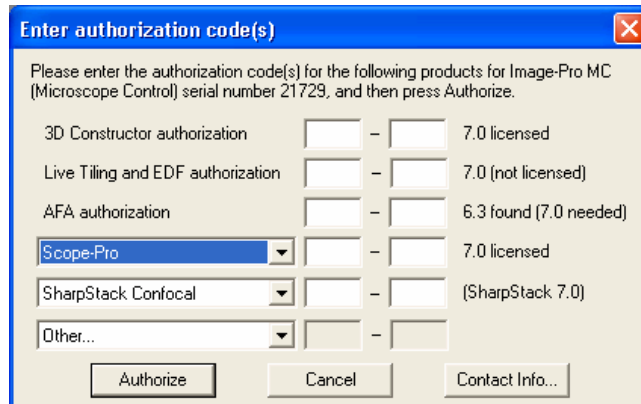 Enter authorization code(s)
Please enter the authorization code(s) for the following products for Image-Pro MC
(Microscope Control) serial number 21729, and then press Authorize.
3D Constructor authorization – 7.0 licensed
Live Tiling and EDF authorization – 7.0 (not licensed)
AFA authorization – 6.3 found (7.0 needed)
Scope-Pro – 7.0 licensed
SharpStack Confocal – (SharpStack 7.0)
Other... –
Authorize Cancel Contact Info...